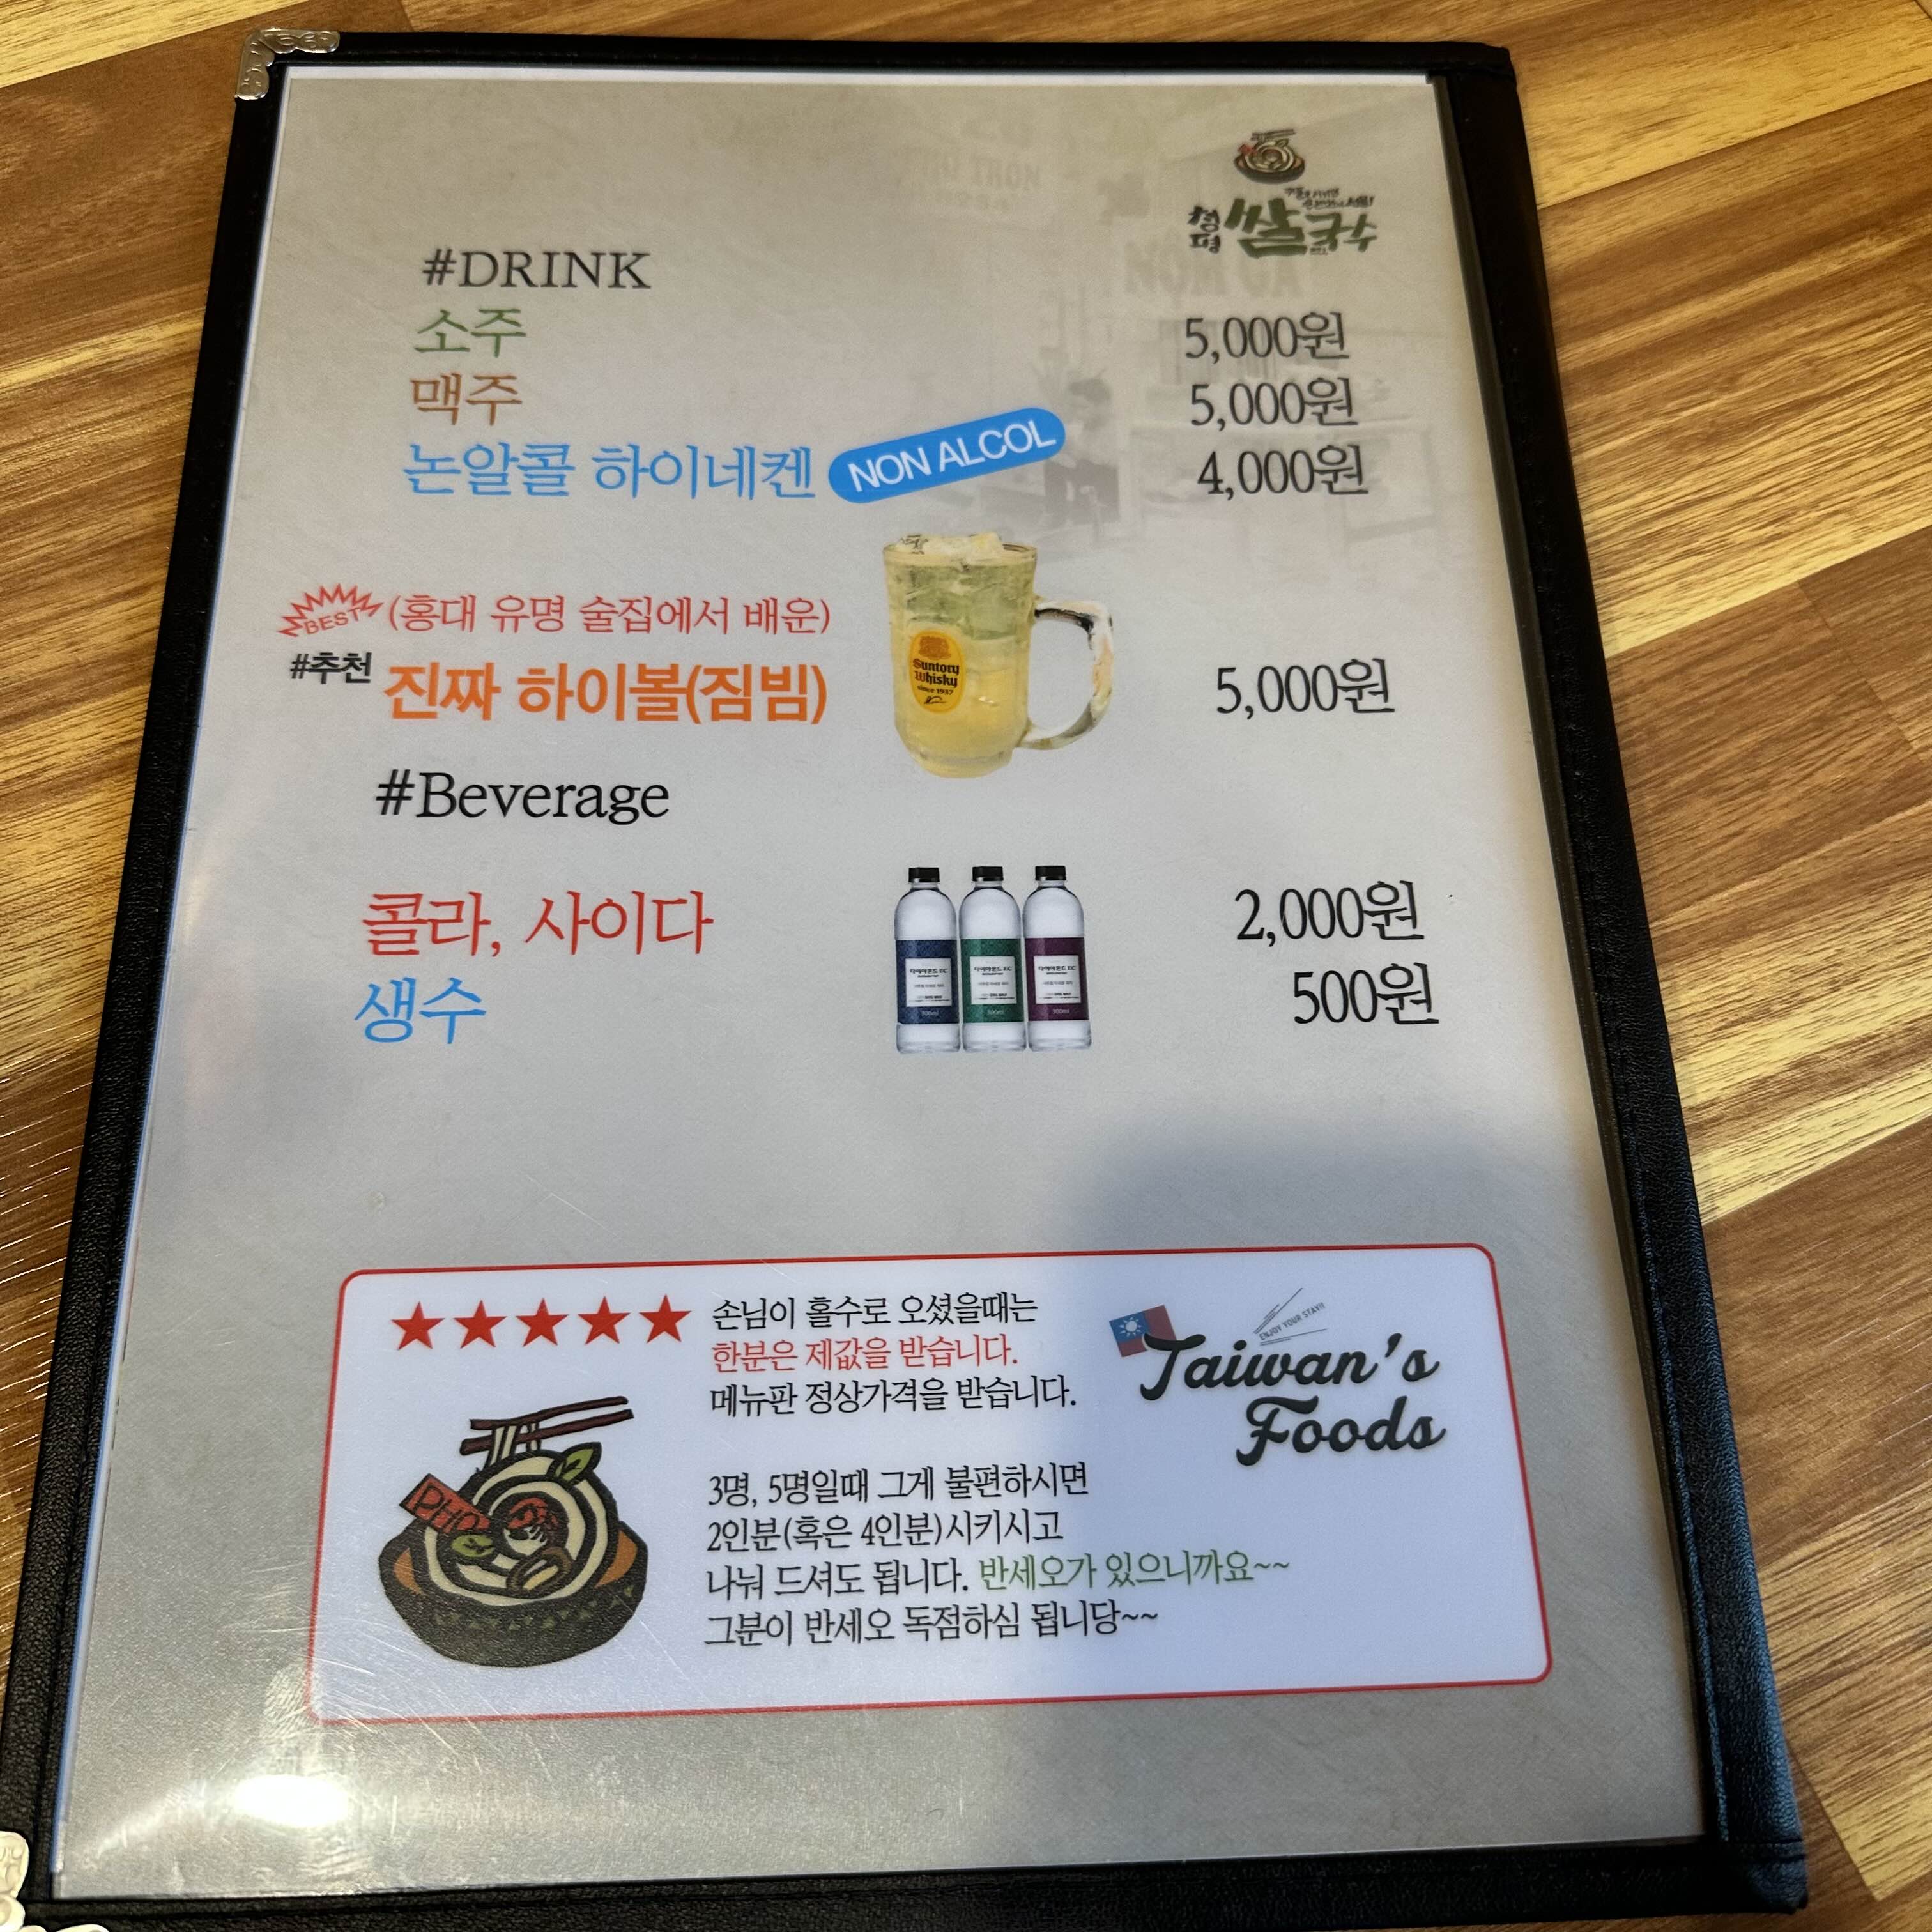 청평 쌀국수
#DRINK
소주 5,000원
맥주 5,000원
논알콜 하이네켄 NON ALCOL 4,000원
BEST (홍대 유명 술집에서 배운)
#추천 진짜 하이볼(짐빔) 5,000원
Suntory
Whisky
since 1937
#Beverage
콜라, 사이다 2,000원
생수 500원
손님이 홀수로 오셨을때는
한분은 제값을 받습니다.
메뉴판 정상가격을 받습니다.
3명, 5명일때 그게 불편하시면
2인분(혹은 4인분)시키시고
나눠 드셔도 됩니다. 반세오가 있으니까요~~
그분이 반세오 독점하심 됩니당~~
ENJOY YOUR STAY!!
Taiwan's
Foods
PHO